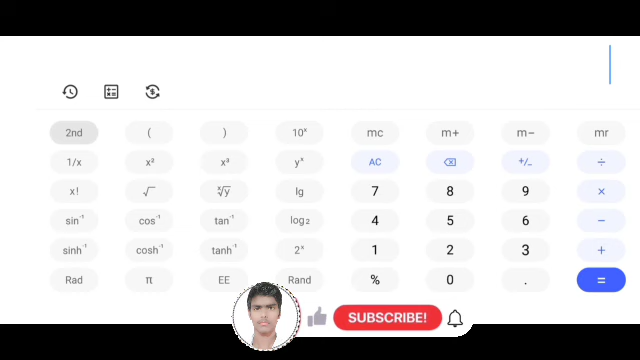 2nd ( ) 10ˣ mc m+ m− mr
1/x x² x³ yˣ AC +/− ÷
x! √ ˣ√y lg 7 8 9 ×
sin⁻¹ cos⁻¹ tan⁻¹ log₂ 4 5 6 −
sinh⁻¹ cosh⁻¹ tanh⁻¹ 2ˣ 1 2 3 +
Rad π EE Rand % 0 . =
SUBSCRIBE!